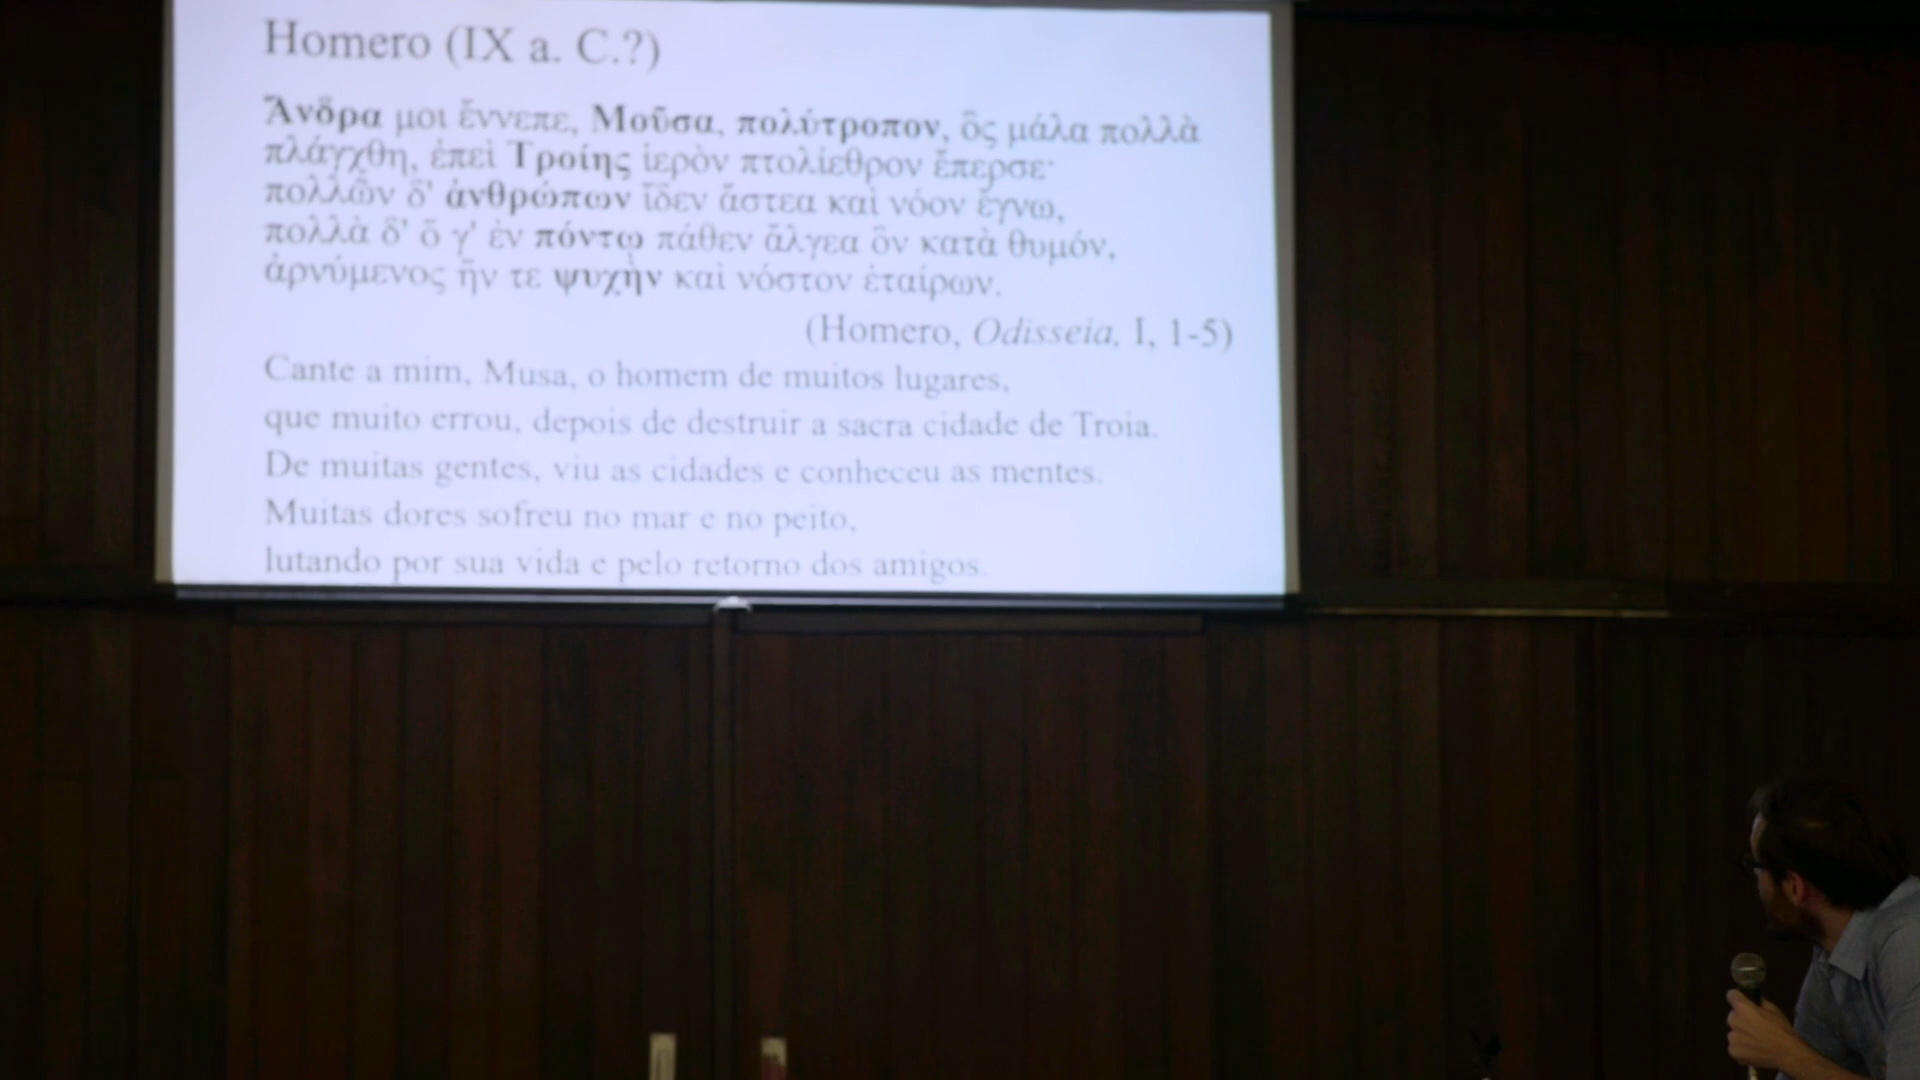 Homero (IX a. C.?)
Ἄνδρα μοι ἔννεπε, Μοῦσα, πολύτροπον, ὃς μάλα πολλὰ
πλάγχθη, ἐπεὶ Τροίης ἱερὸν πτολίεθρον ἔπερσε·
πολλῶν δ' ἀνθρώπων ἴδεν ἄστεα καὶ νόον ἔγνω,
πολλὰ δ' ὅ γ' ἐν πόντῳ πάθεν ἄλγεα ὃν κατὰ θυμόν,
ἀρνύμενος ἥν τε ψυχὴν καὶ νόστον ἑταίρων.
(Homero, Odisseia, I, 1-5)
Cante a mim, Musa, o homem de muitos lugares,
que muito errou, depois de destruir a sacra cidade de Troia.
De muitas gentes, viu as cidades e conheceu as mentes.
Muitas dores sofreu no mar e no peito,
lutando por sua vida e pelo retorno dos amigos.